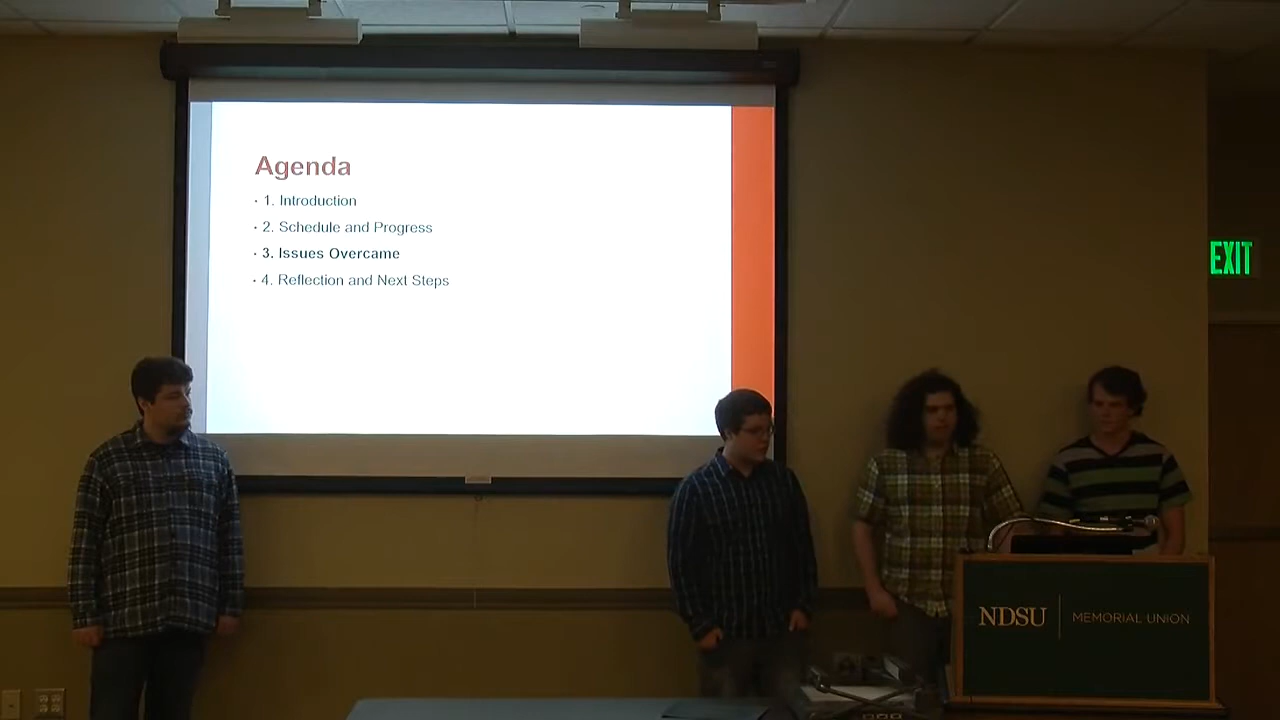 Agenda
• 1. Introduction
• 2. Schedule and Progress
• 3. Issues Overcame
• 4. Reflection and Next Steps
EXIT
NDSU | MEMORIAL UNION